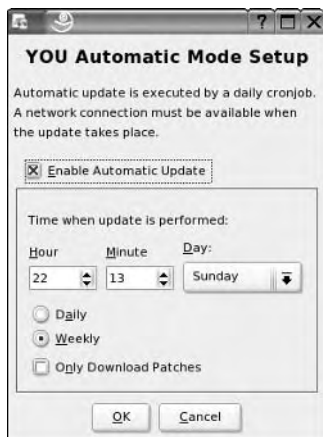 ?
YOU Automatic Mode Setup
Automatic update is executed by a daily cronjob.
A network connection must be available when
the update takes place.
Enable Automatic Update
Time when update is performed:
Hour Minute Day:
22 13 Sunday
Daily
Weekly
Only Download Patches
OK Cancel